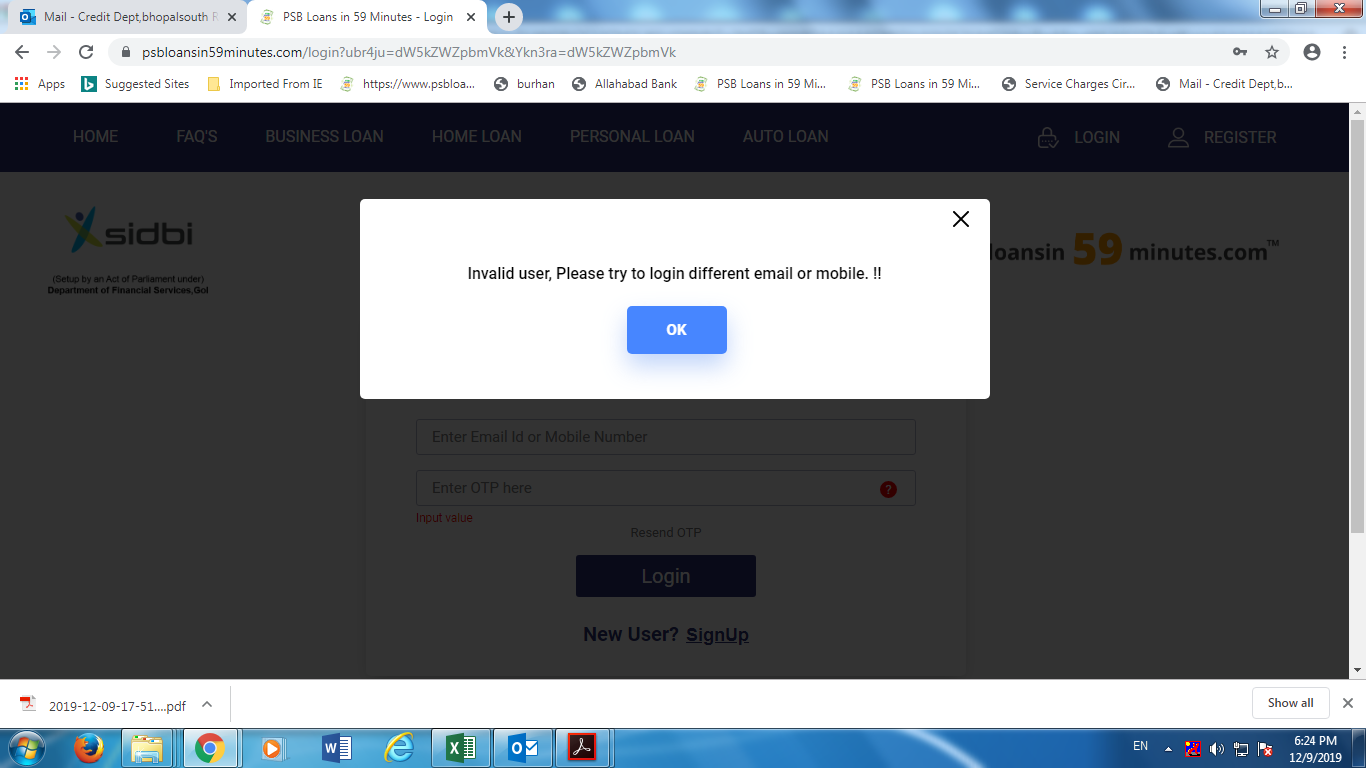 Mail - Credit Dept,bhopalsouth R
PSB Loans in 59 Minutes - Login
psbloansin59minutes.com/login?ubr4ju=dW5kZWZpbmVk&Ykn3ra=dW5kZWZpbmVk
Apps
Suggested Sites
Imported From IE
https://www.psbloa...
burhan
Allahabad Bank
PSB Loans in 59 Mi...
PSB Loans in 59 Mi...
Service Charges Cir...
Mail - Credit Dept,b...
HOME
FAQ'S
BUSINESS LOAN
HOME LOAN
PERSONAL LOAN
AUTO LOAN
LOGIN
REGISTER
sidbi
(Setup by an Act of Parliament under)
Department of Financial Services,GoI
loansin 59 minutes.com™
Invalid user, Please try to login different email or mobile. !!
OK
Enter Email Id or Mobile Number
Enter OTP here
?
Input value
Resend OTP
Login
New User? SignUp
2019-12-09-17-51....pdf
Show all
EN
6:24 PM
12/9/2019